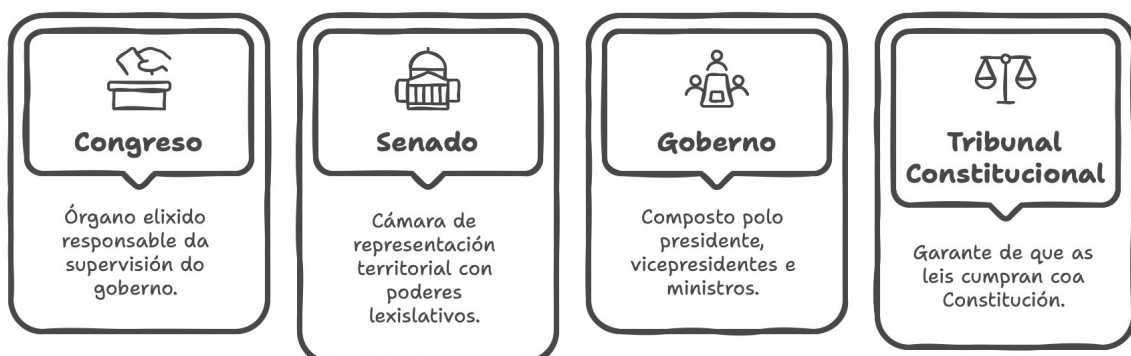 Congreso
Órgano elixido
responsable da
supervisión do
goberno.
Senado
Cámara de
representación
territorial con
poderes
lexislativos.
Goberno
Composto polo
presidente,
vicepresidentes e
ministros.
Tribunal
Constitucional
Garante de que as
leis cumpran coa
Constitución.